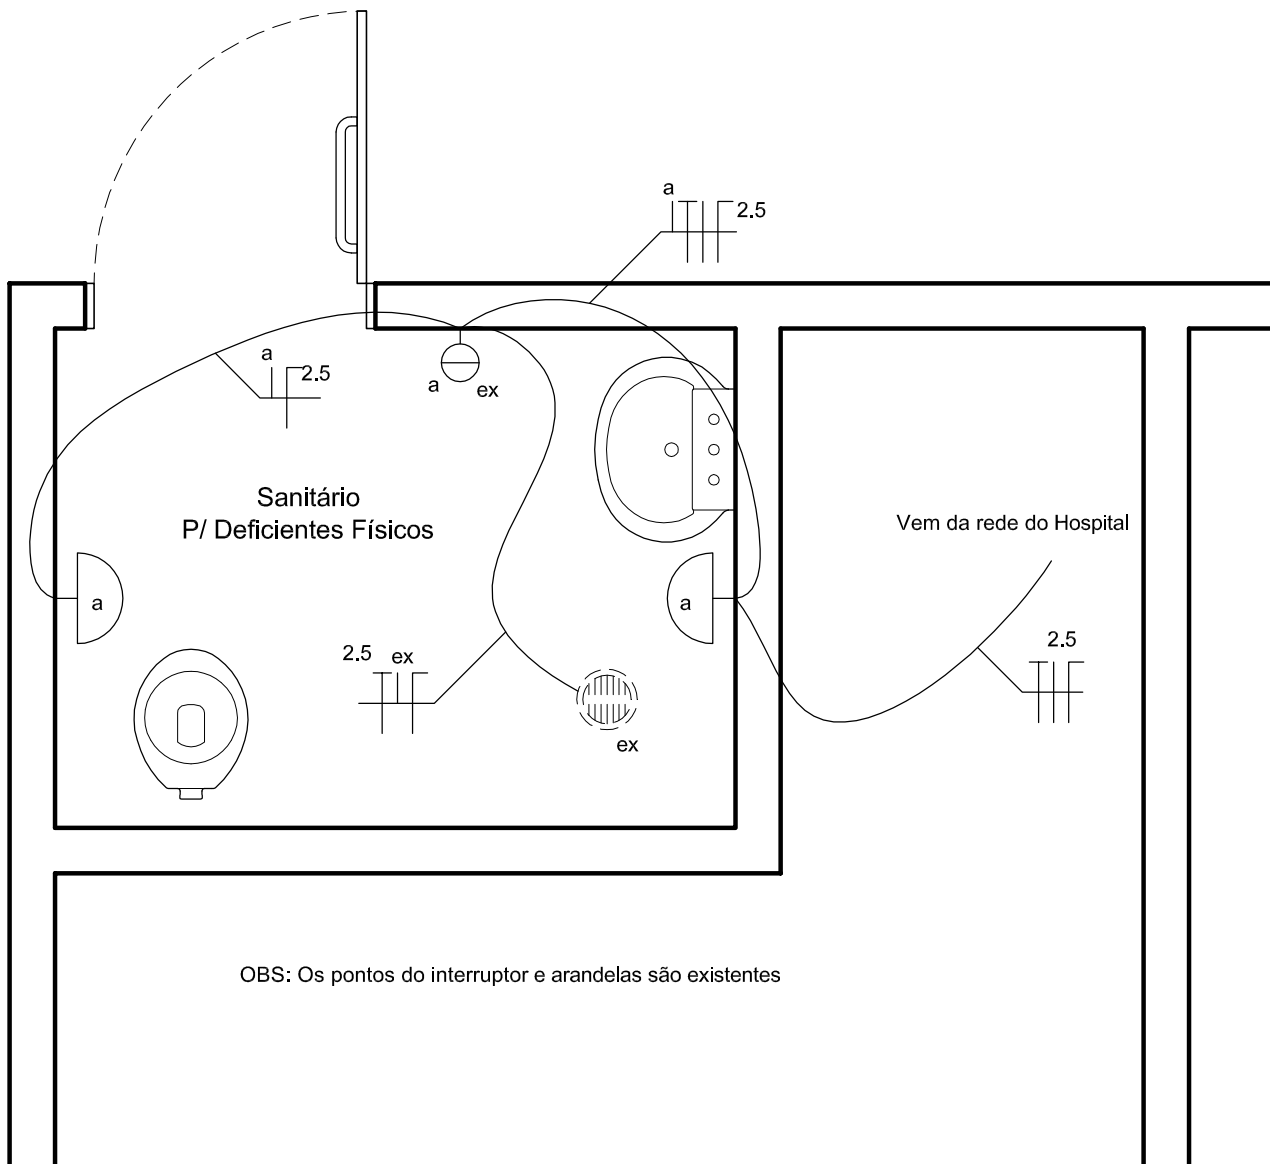 a
2.5
a
2.5
a
ex
Sanitário
P/ Deficientes Físicos
Vem da rede do Hospital
a
a
2.5
ex
2.5
ex
OBS: Os pontos do interruptor e arandelas são existentes